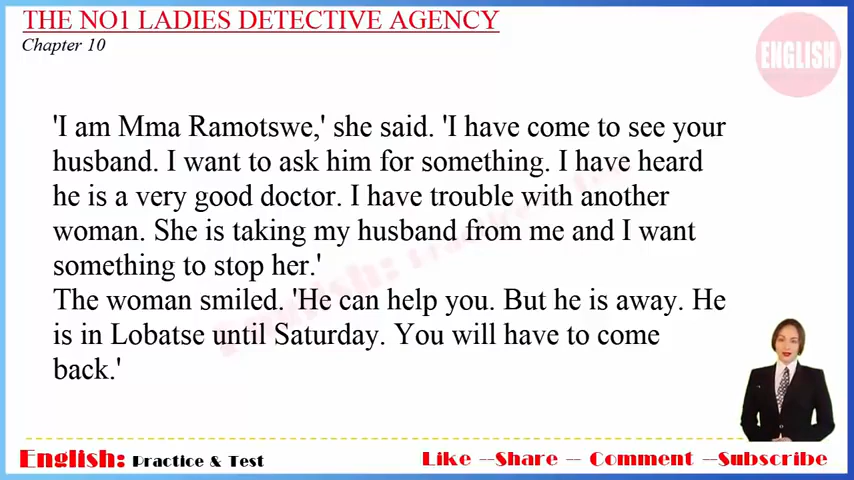 THE NO1 LADIES DETECTIVE AGENCY
Chapter 10
ENGLISH
'I am Mma Ramotswe,' she said. 'I have come to see your
husband. I want to ask him for something. I have heard
he is a very good doctor. I have trouble with another
woman. She is taking my husband from me and I want
something to stop her.'
The woman smiled. 'He can help you. But he is away. He
is in Lobatse until Saturday. You will have to come
back.'
English: Practice & Test
Like --Share -- Comment --Subscribe